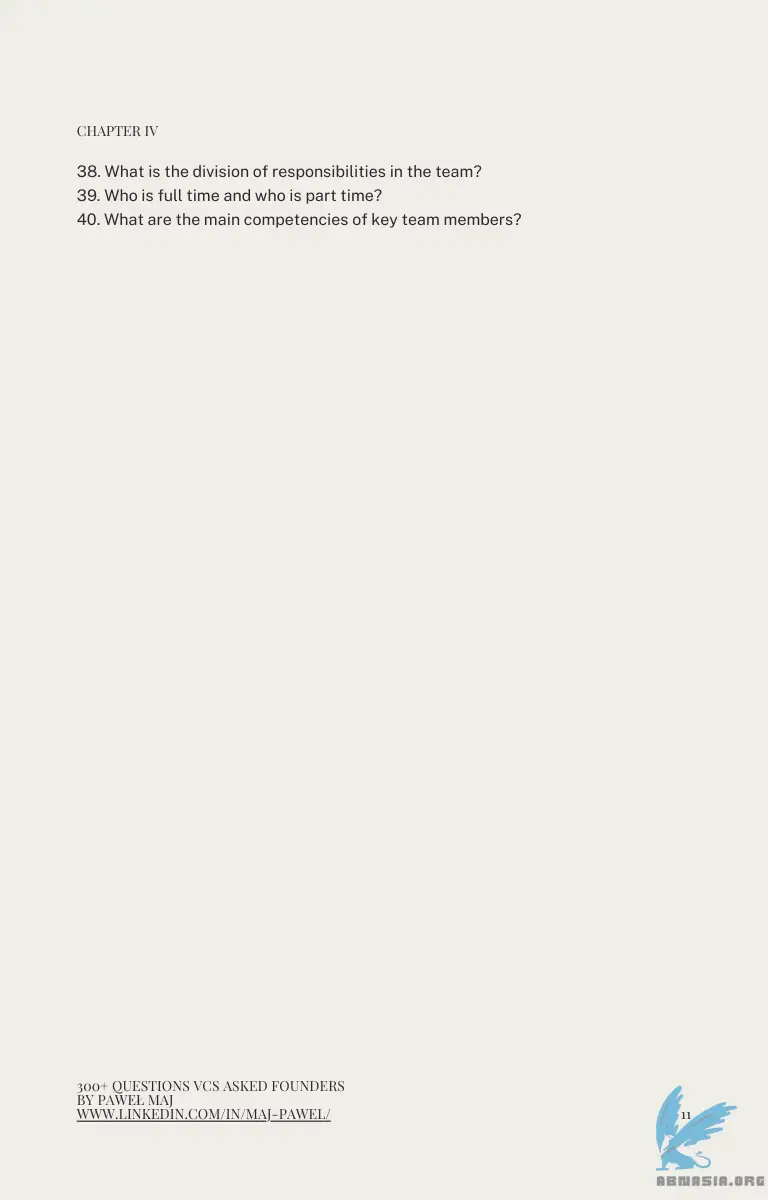 CHAPTER IV
38. What is the division of responsibilities in the team?
39. Who is full time and who is part time?
40. What are the main competencies of key team members?
300+ QUESTIONS VCS ASKED FOUNDERS
BY PAWEŁ MAJ
WWW.LINKEDIN.COM/IN/MAJ-PAWEL/
11
ABNASIA.ORG